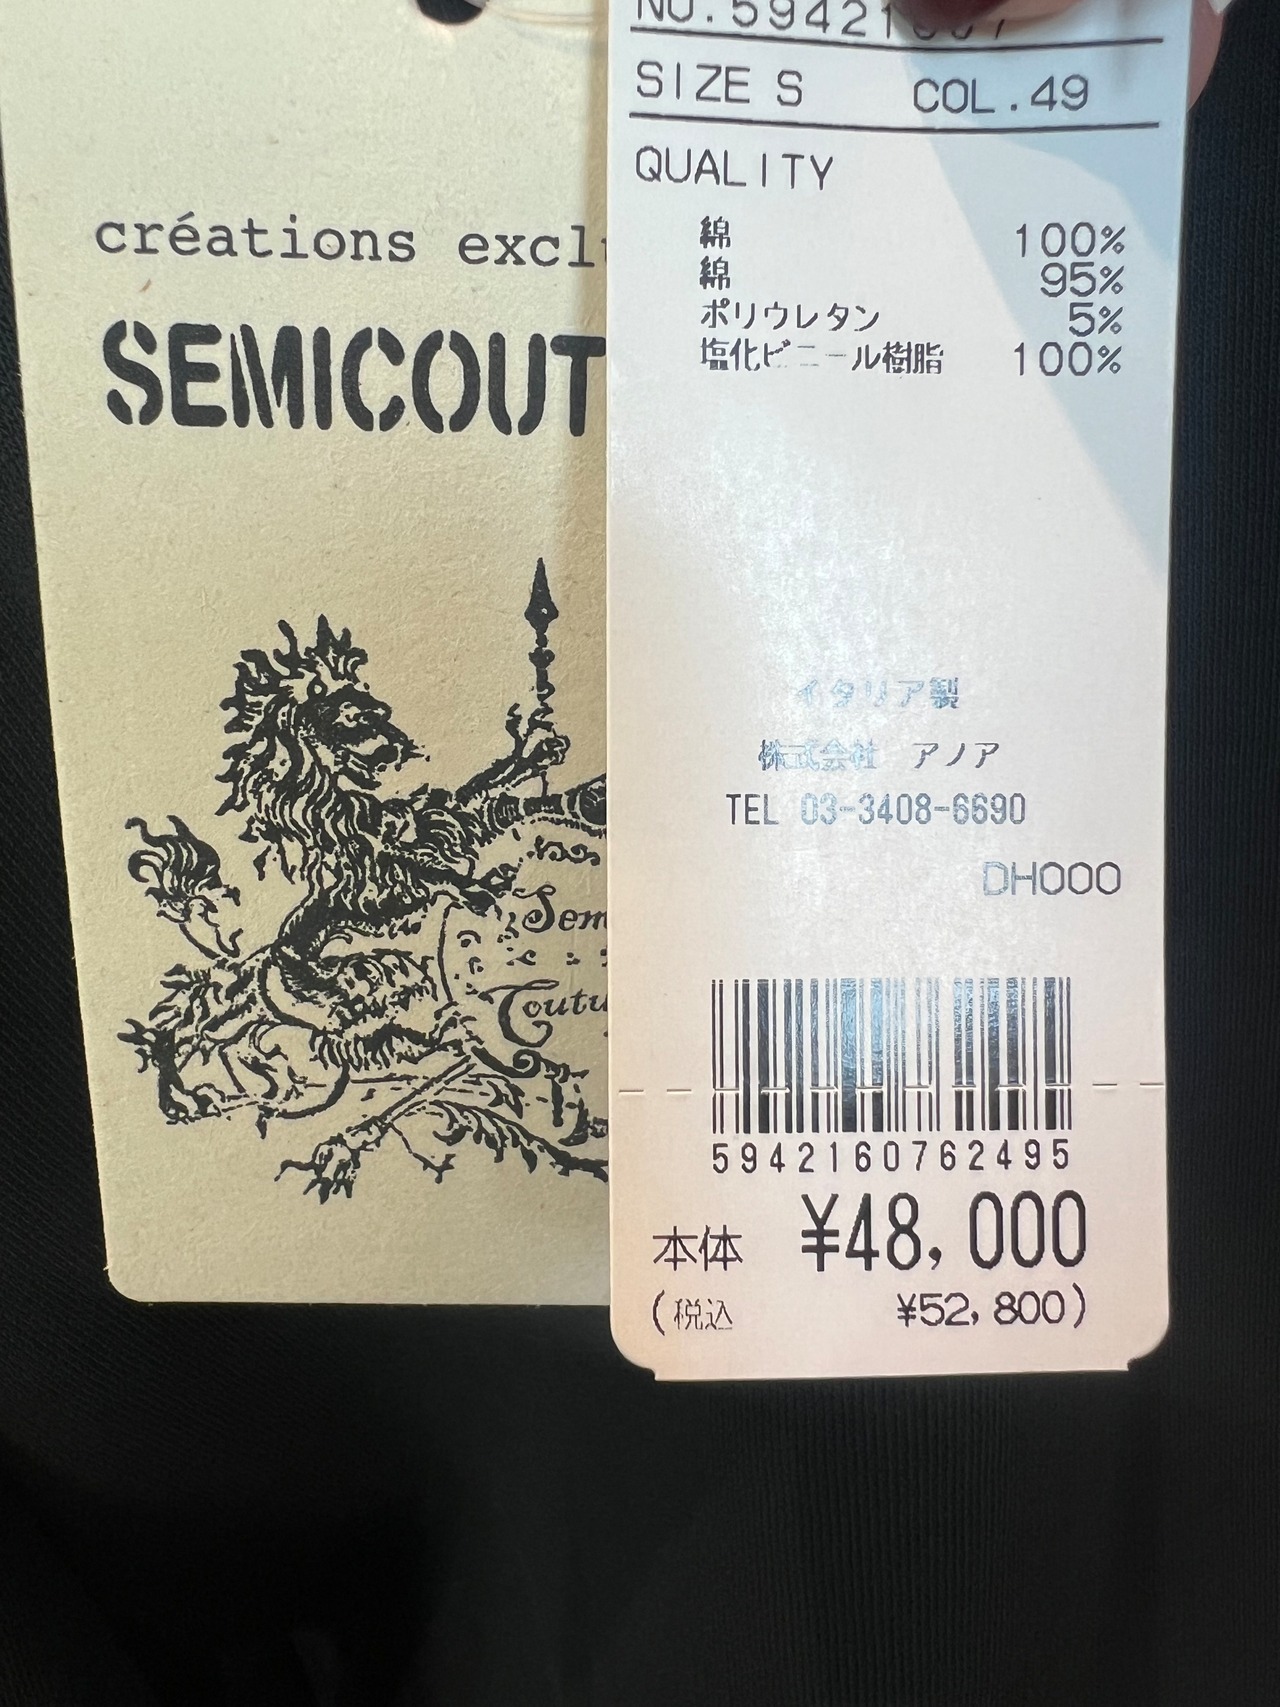 créations
SEMICOUT
Sem
Coutu
SIZE S COL.49
QUALITY
綿 100%
綿 95%
ポリウレタン 5%
塩化ビニール樹脂 100%
イタリア製
株式会社 アノア
TEL 03-3408-6690
DH000
5942160762495
本体 ¥48,000
(税込 ¥52,800)